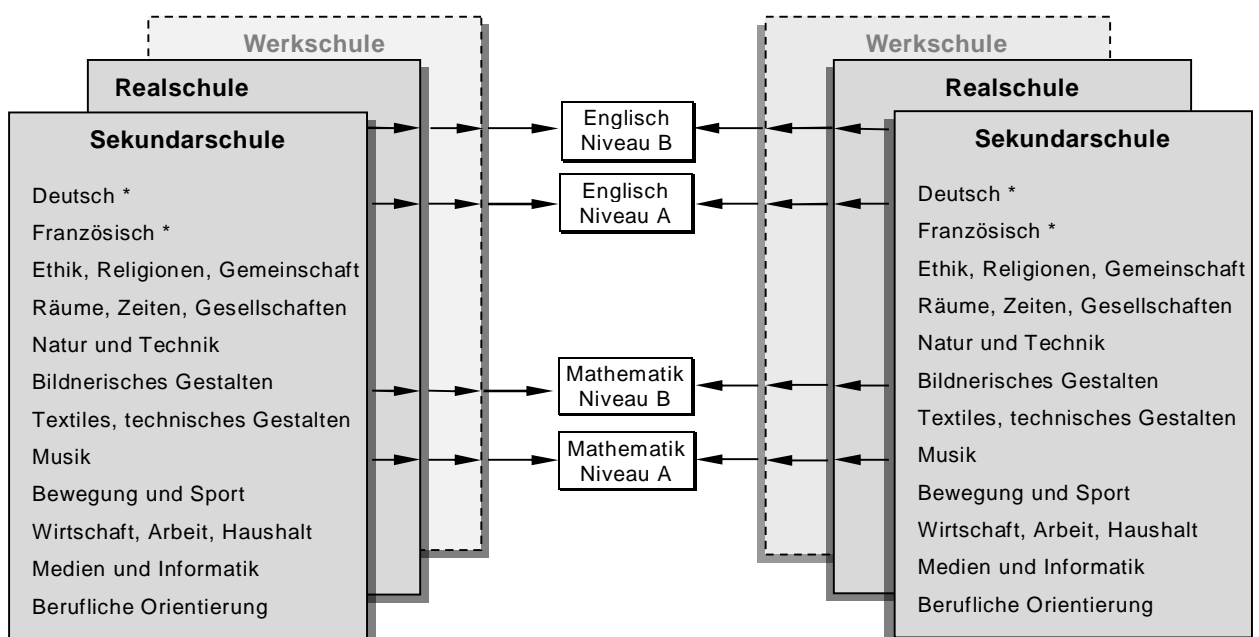 Werkschule
Realschule
Sekundarschule
Deutsch *
Französisch *
Ethik, Religionen, Gemeinschaft
Räume, Zeiten, Gesellschaften
Natur und Technik
Bildnerisches Gestalten
Textiles, technisches Gestalten
Musik
Bewegung und Sport
Wirtschaft, Arbeit, Haushalt
Medien und Informatik
Berufliche Orientierung
Englisch
Niveau B
Englisch
Niveau A
Mathematik
Niveau B
Mathematik
Niveau A
Werkschule
Realschule
Sekundarschule
Deutsch *
Französisch *
Ethik, Religionen, Gemeinschaft
Räume, Zeiten, Gesellschaften
Natur und Technik
Bildnerisches Gestalten
Textiles, technisches Gestalten
Musik
Bewegung und Sport
Wirtschaft, Arbeit, Haushalt
Medien und Informatik
Berufliche Orientierung